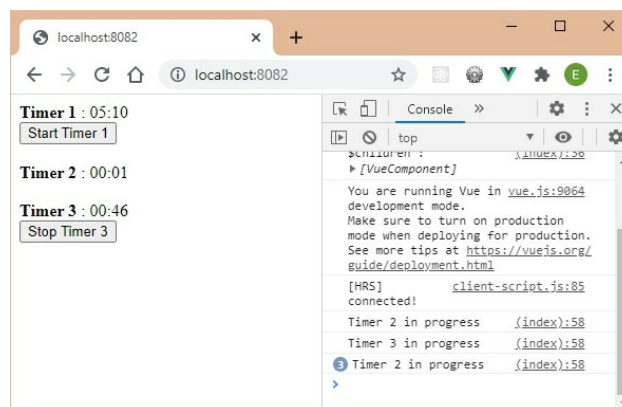 localhost:8082
localhost:8082
E
Timer 1 : 05:10
Start Timer 1
Timer 2 : 00:01
Timer 3 : 00:46
Stop Timer 3
Console
top
$children : (index):56
[VueComponent]
You are running Vue in vue.js:9064
development mode.
Make sure to turn on production
mode when deploying for production.
See more tips at https://vuejs.org/
guide/deployment.html
[HRS] client-script.js:85
connected!
Timer 2 in progress (index):58
Timer 3 in progress (index):58
3 Timer 2 in progress (index):58